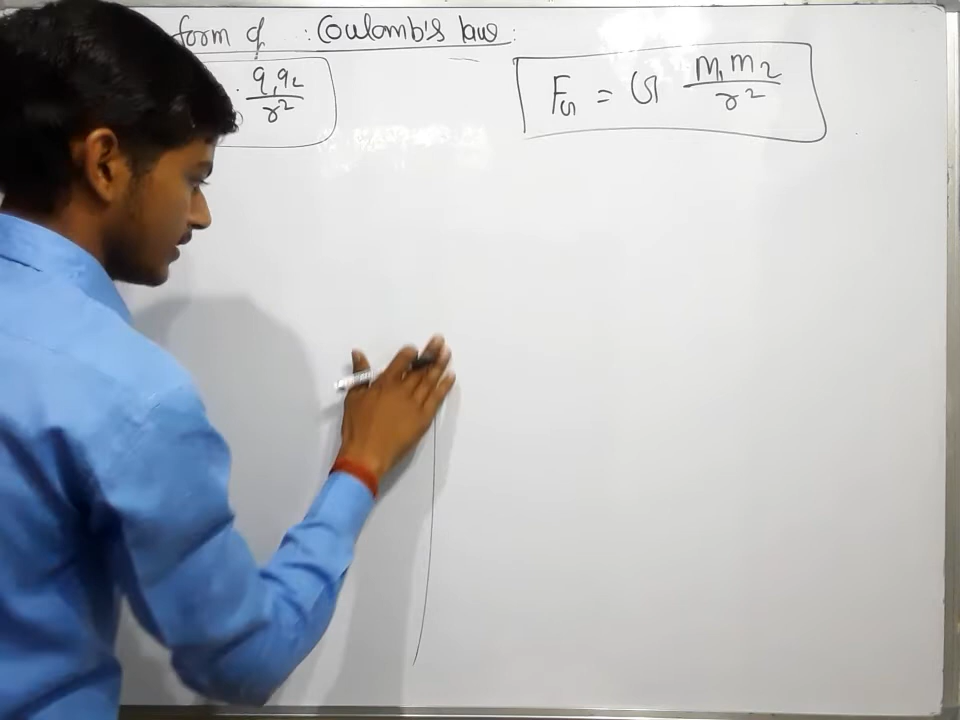 form of : Coulomb's law :
q₁q₂ / r²
F_G = G m₁m₂ / r²